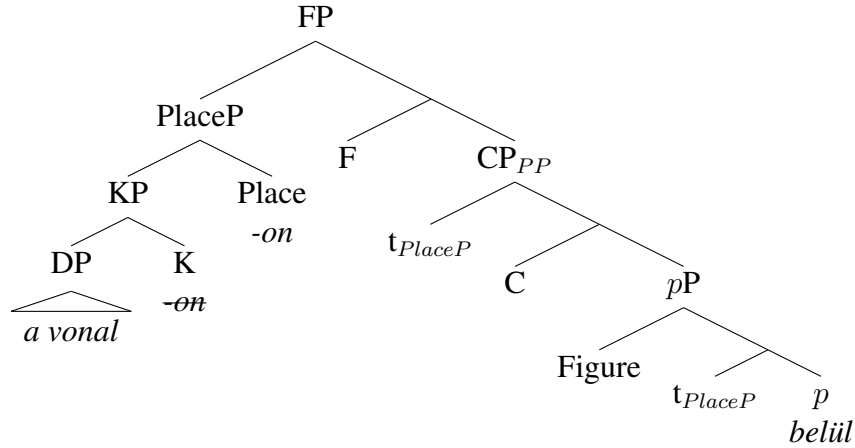 FP
PlaceP
F
CP_PP
KP
Place
-on
t_PlaceP
DP
K
-on
a vonal
C
pP
Figure
t_PlaceP
p
belül